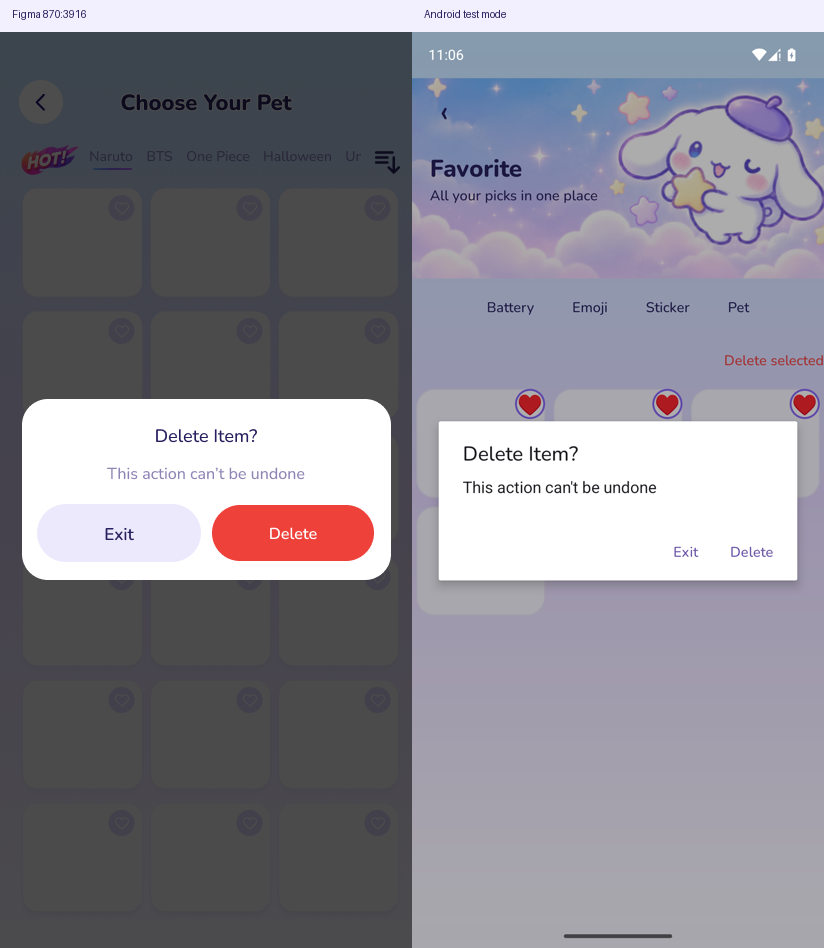 Figma 870:3916
Choose Your Pet
HOT!
Naruto BTS One Piece Halloween Ur
Delete Item?
This action can't be undone
Exit Delete
Android test mode
11:06
Favorite
All your picks in one place
Battery Emoji Sticker Pet
Delete selected
Delete Item?
This action can't be undone
Exit Delete